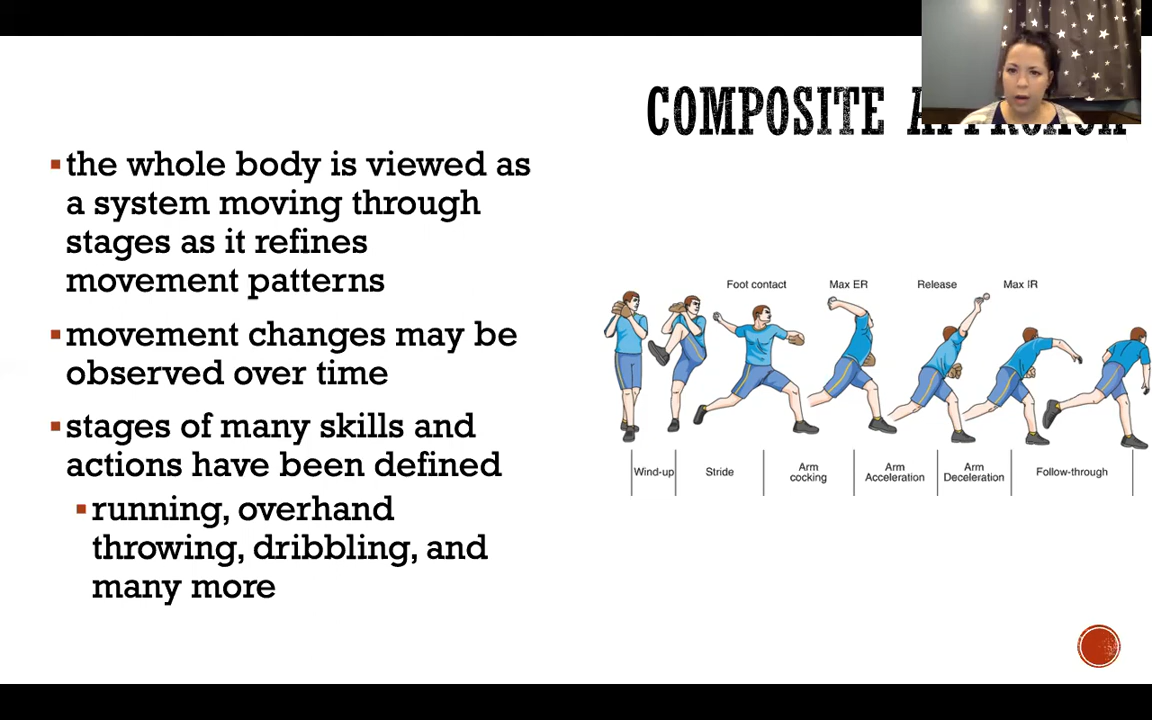 COMPOSITE APPROACH
the whole body is viewed as
a system moving through
stages as it refines
movement patterns
movement changes may be
observed over time
stages of many skills and
actions have been defined
running, overhand
throwing, dribbling, and
many more
Foot contact Max ER Release Max IR
Wind-up Stride Arm cocking Arm Acceleration Arm Deceleration Follow-through